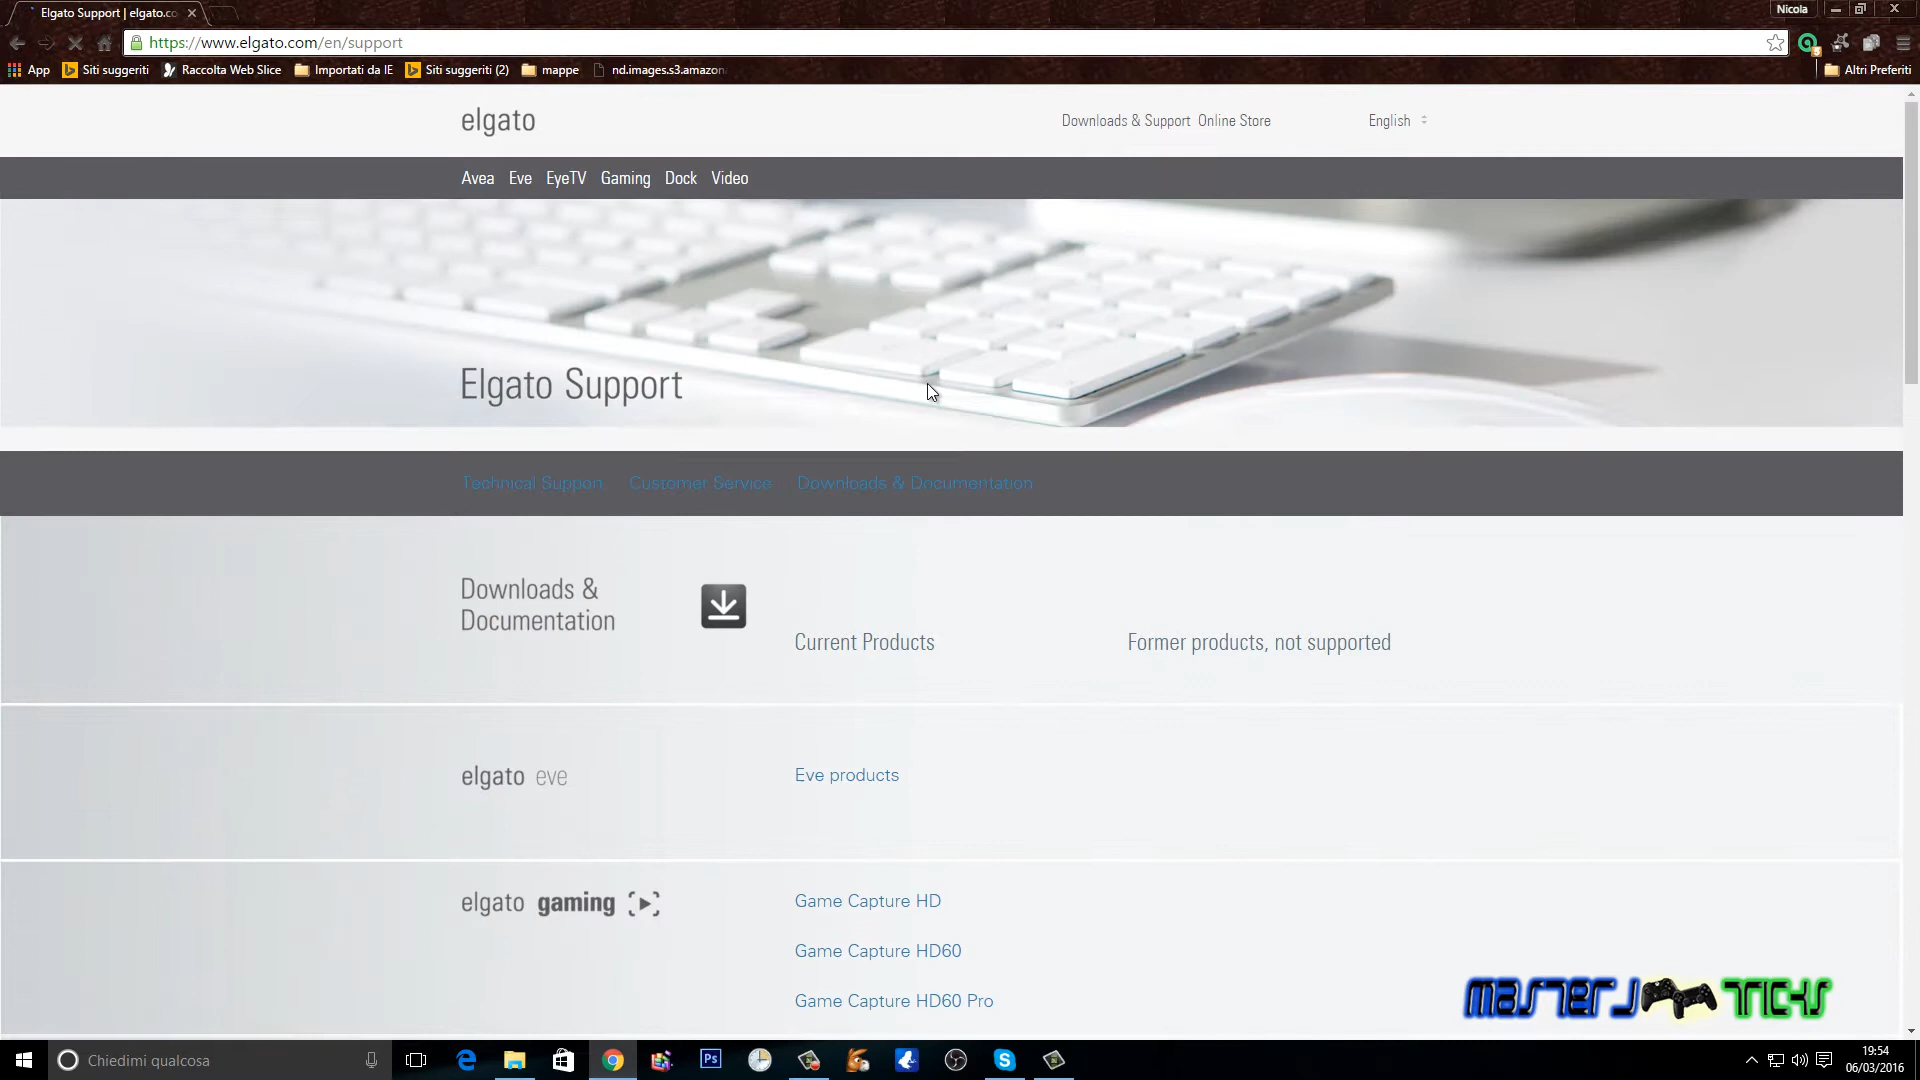 Elgato Support | elgato.co
Nicola
https://www.elgato.com/en/support
App Siti suggeriti Raccolta Web Slice Importati da IE Siti suggeriti (2) mappe nd.images.s3.amazon Altri Preferiti
elgato Downloads & Support Online Store English
Avea Eve EyeTV Gaming Dock Video
Elgato Support
Technical Support Customer Service Downloads & Documentation
Downloads &
Documentation
Current Products Former products, not supported
elgato eve Eve products
elgato gaming Game Capture HD
Game Capture HD60
Game Capture HD60 Pro
MASTERJ TRICKS
Chiedimi qualcosa
Ps
19:54
06/03/2016